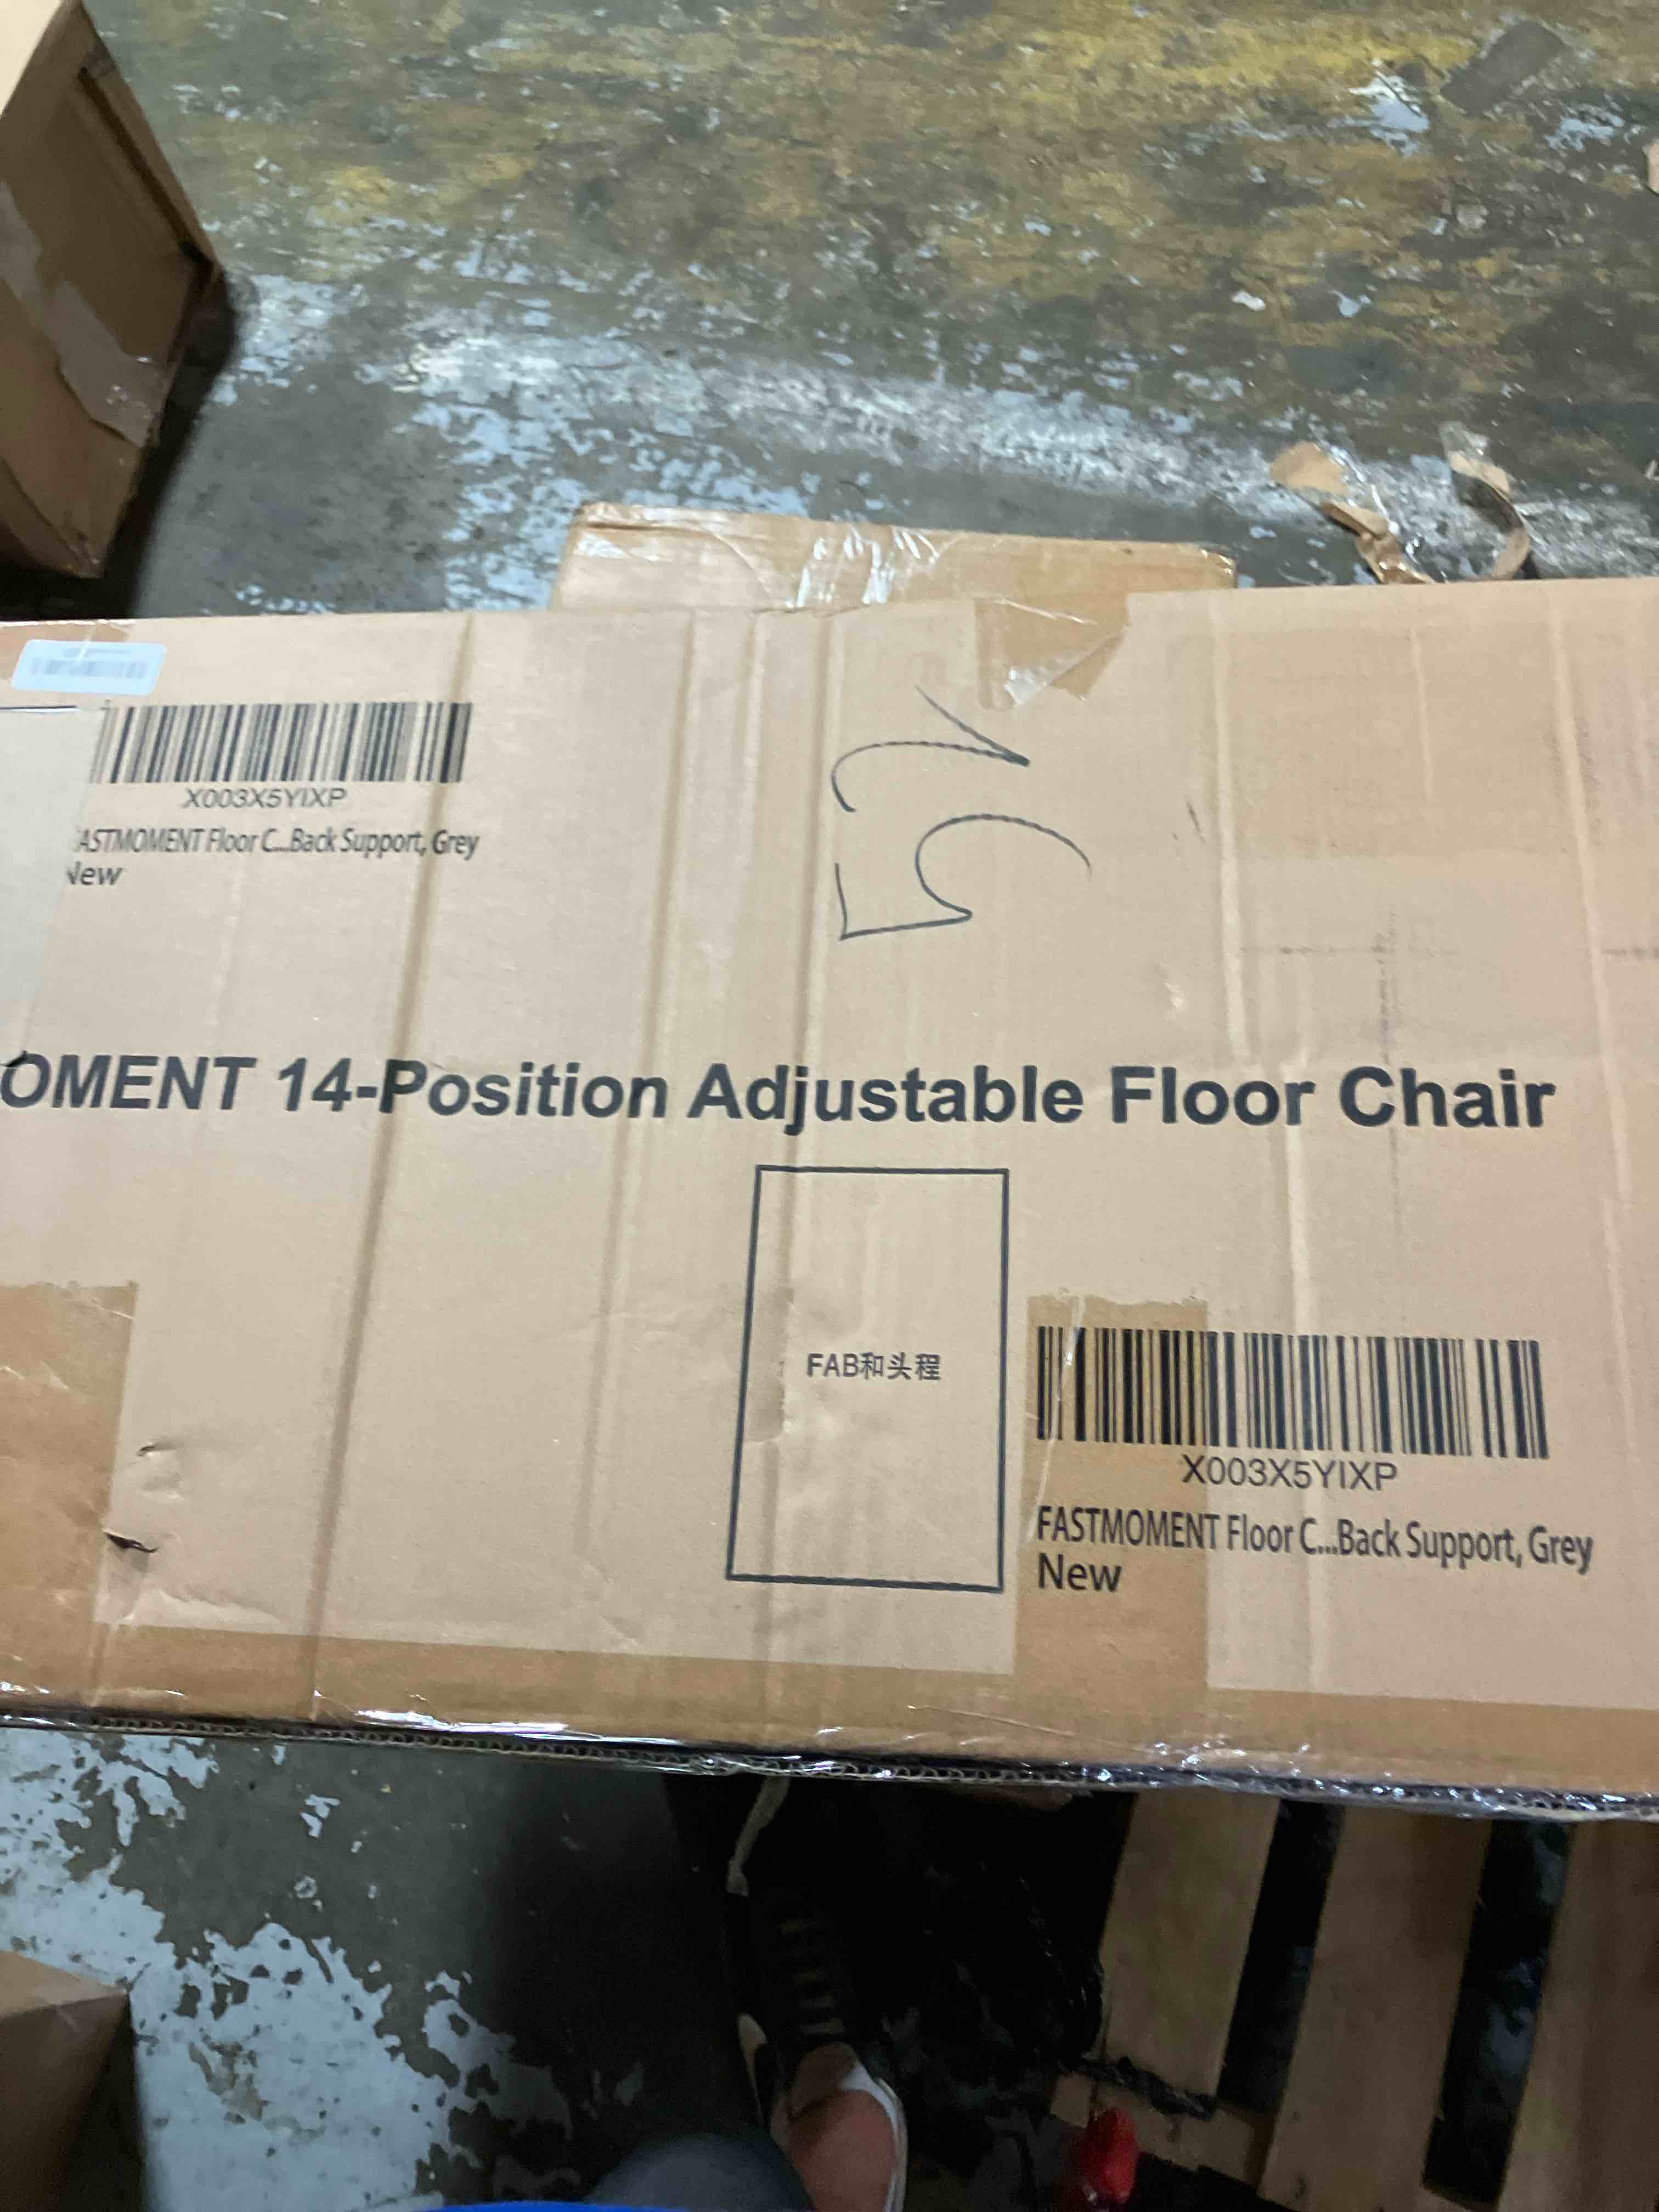 X003X5YIXP
ASTMOMENT Floor C...Back Support, Grey
New
52
OMENT 14-Position Adjustable Floor Chair
FAB和头程
X003X5YIXP
FASTMOMENT Floor C...Back Support, Grey
New